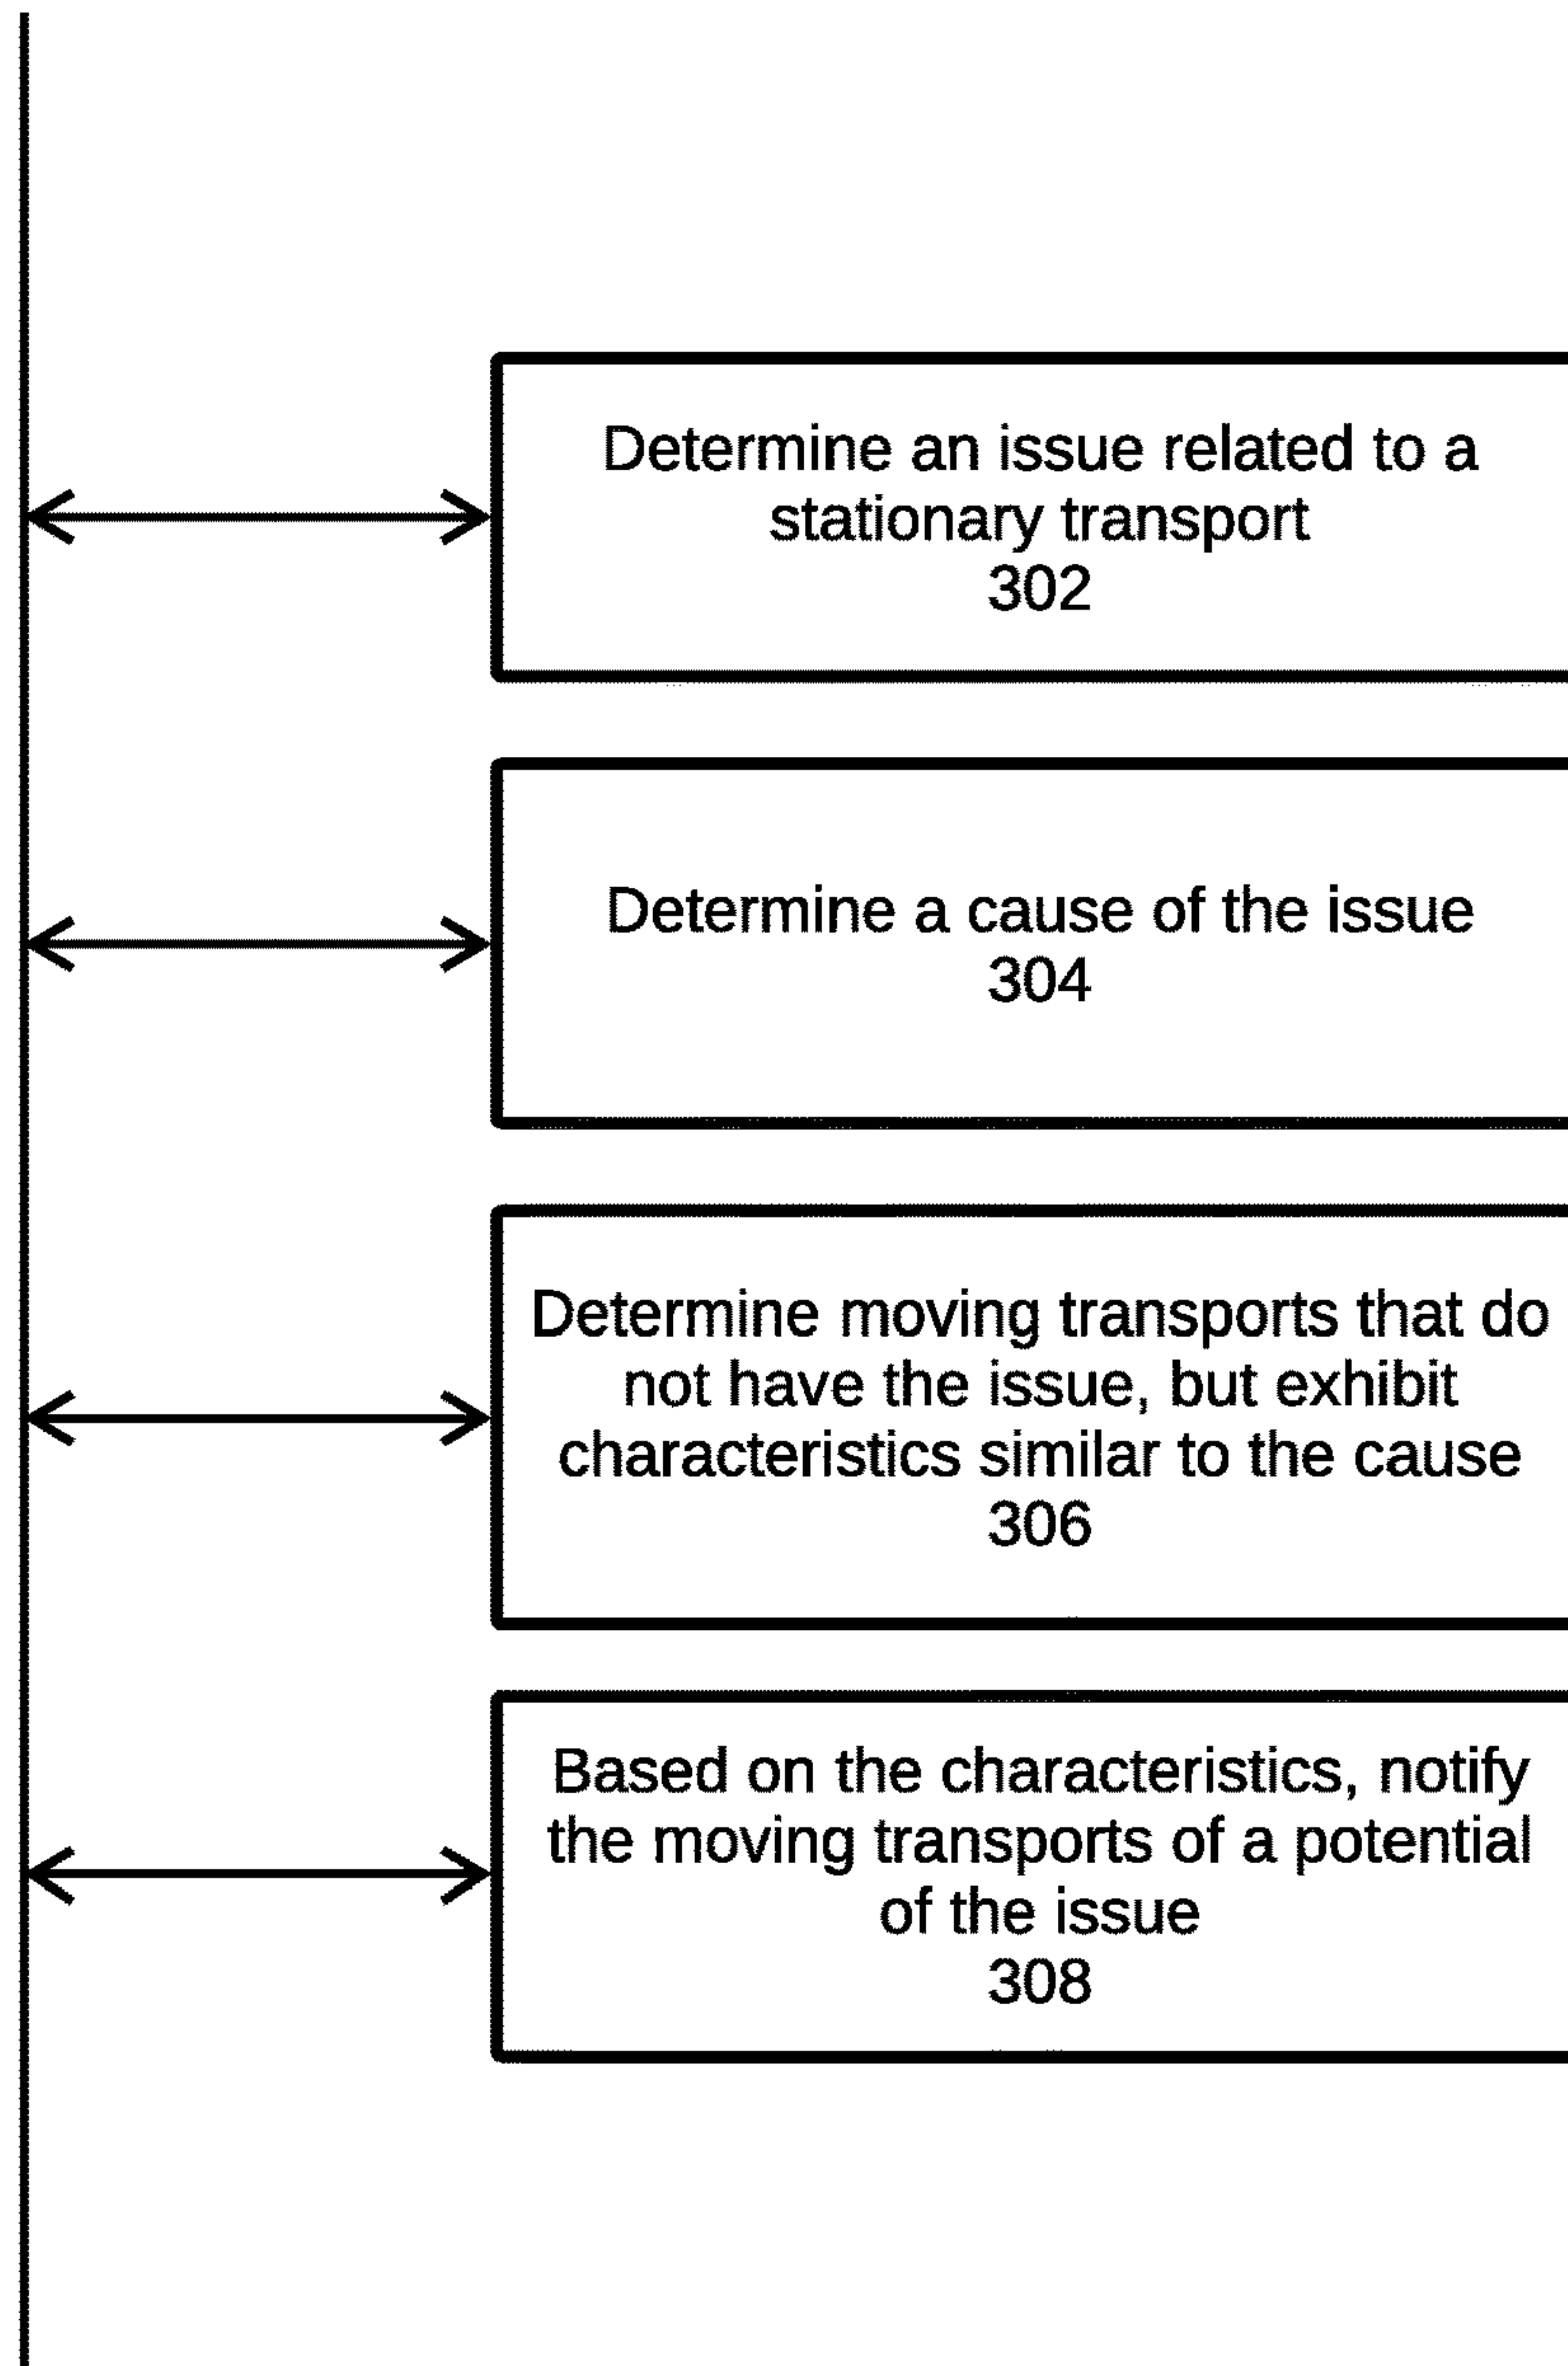 Determine an issue related to a
stationary transport
302
Determine a cause of the issue
304
Determine moving transports that do
not have the issue, but exhibit
characteristics similar to the cause
306
Based on the characteristics, notify
the moving transports of a potential
of the issue
308